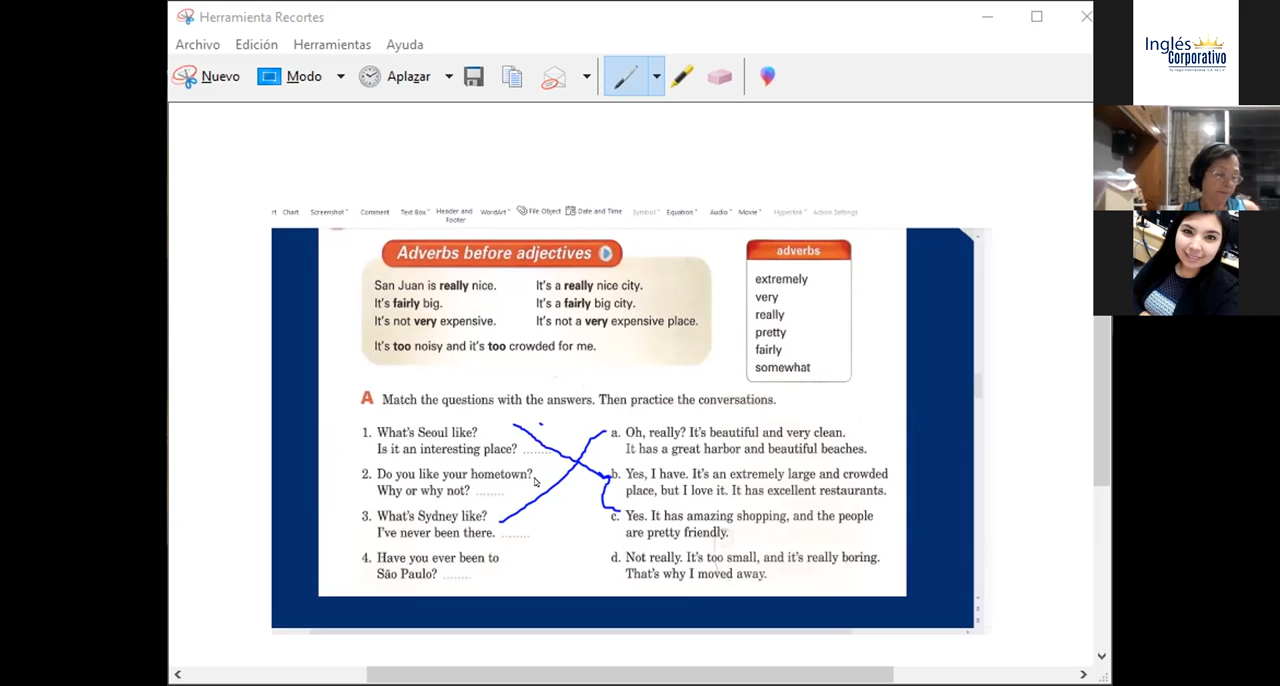 Herramienta Recortes
Archivo Edición Herramientas Ayuda
Nuevo Modo Aplazar
Inglés
Corporativo
Chart Screenshot Comment Text Box Header and Footer WordArt File Object Date and Time Symbol Equation Audio Movie Hyperlink Action Settings
Adverbs before adjectives
San Juan is really nice. It's a really nice city.
It's fairly big. It's a fairly big city.
It's not very expensive. It's not a very expensive place.
It's too noisy and it's too crowded for me.
adverbs
extremely
very
really
pretty
fairly
somewhat
A Match the questions with the answers. Then practice the conversations.
1. What's Seoul like?
Is it an interesting place? ........
2. Do you like your hometown?
Why or why not? ........
3. What's Sydney like?
I've never been there. ........
4. Have you ever been to
São Paulo? ........
a. Oh, really? It's beautiful and very clean.
It has a great harbor and beautiful beaches.
b. Yes, I have. It's an extremely large and crowded
place, but I love it. It has excellent restaurants.
c. Yes. It has amazing shopping, and the people
are pretty friendly.
d. Not really. It's too small, and it's really boring.
That's why I moved away.